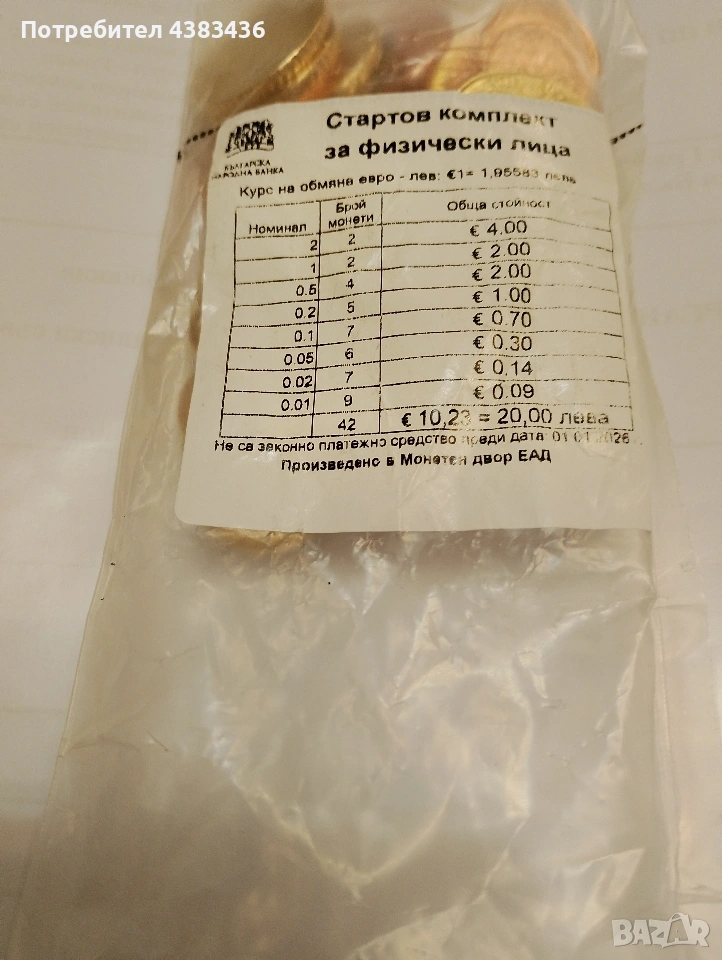 Потребител 4383436
Стартов комплект
за физически лица
БЪЛГАРСКА
НАРОДНА БАНКА
Курс на обмяна евро - лев: €1= 1,95583 лева
Номинал Брой монети Обща стойност
2 2 € 4.00
1 2 € 2.00
0.5 4 € 2.00
0.2 5 € 1.00
0.1 7 € 0.70
0.05 6 € 0.30
0.02 7 € 0.14
0.01 9 € 0.09
42 € 10,23 = 20,00 лева
Не са законно платежно средство преди дата 01.01.2026
Произведено в Монетен двор ЕАД
BAZAR